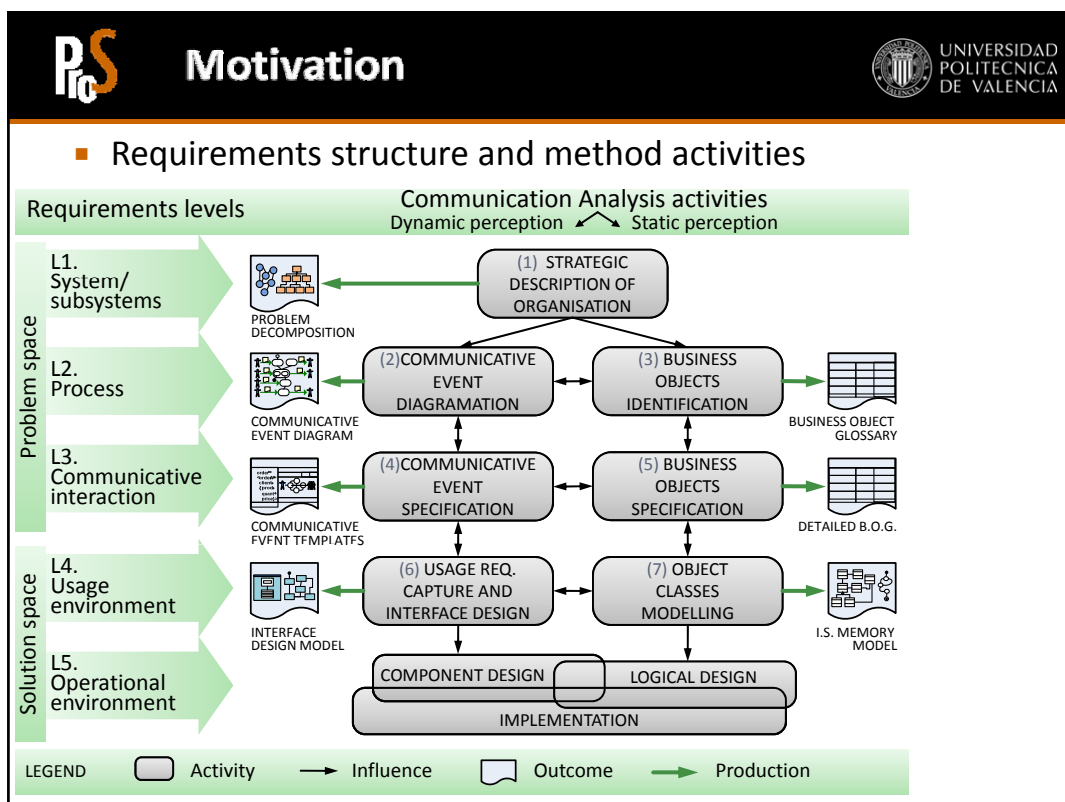 ProS
Motivation
UNIVERSIDAD
POLITECNICA
DE VALENCIA
Requirements structure and method activities
Requirements levels
Communication Analysis activities
Dynamic perception
Static perception
Problem space
Solution space
L1.
System/
subsystems
PROBLEM
DECOMPOSITION
(1) STRATEGIC
DESCRIPTION OF
ORGANISATION
L2.
Process
COMMUNICATIVE
EVENT DIAGRAM
(2)COMMUNICATIVE
EVENT
DIAGRAMATION
(3) BUSINESS
OBJECTS
IDENTIFICATION
BUSINESS OBJECT
GLOSSARY
L3.
Communicative
interaction
COMMUNICATIVE
EVENT TEMPLATES
(4)COMMUNICATIVE
EVENT
SPECIFICATION
(5) BUSINESS
OBJECTS
SPECIFICATION
DETAILED B.O.G.
L4.
Usage
environment
INTERFACE
DESIGN MODEL
(6) USAGE REQ.
CAPTURE AND
INTERFACE DESIGN
(7) OBJECT
CLASSES
MODELLING
I.S. MEMORY
MODEL
L5.
Operational
environment
COMPONENT DESIGN
LOGICAL DESIGN
IMPLEMENTATION
LEGEND
Activity
Influence
Outcome
Production